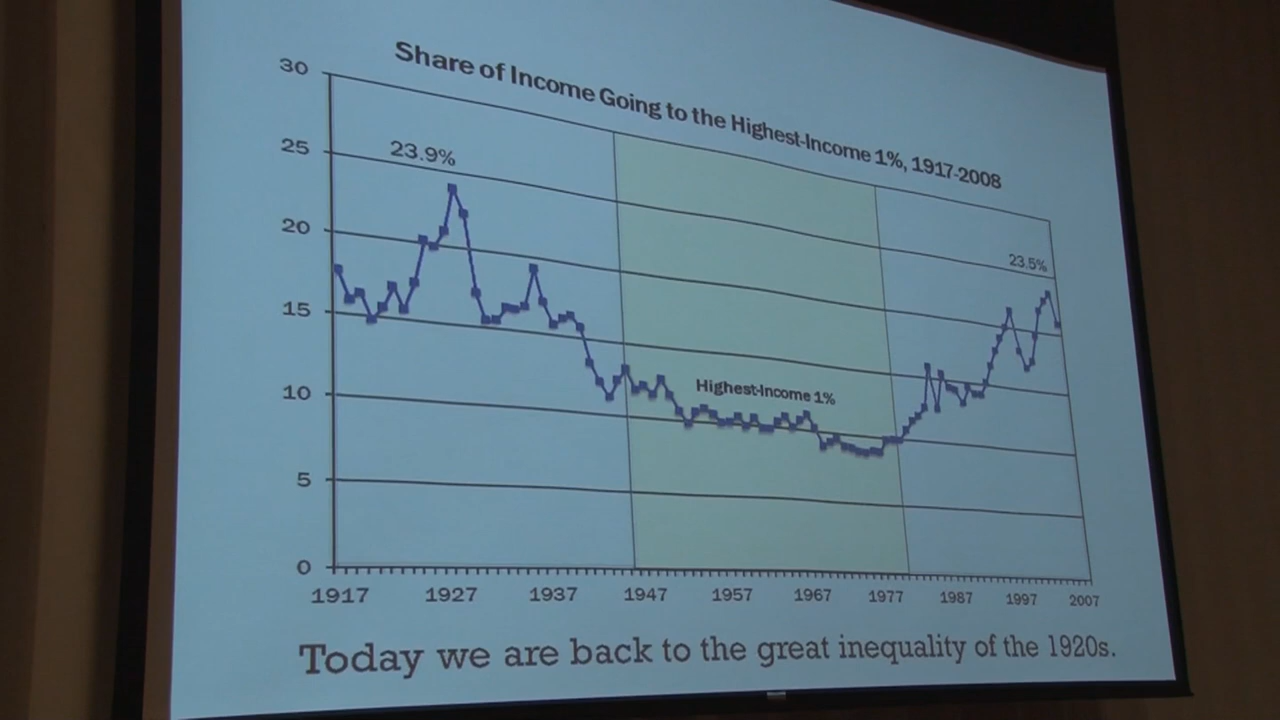 Share of Income Going to the Highest-Income 1%, 1917-2008
30
25
20
15
10
5
0
23.9%
23.5%
Highest-Income 1%
1917 1927 1937 1947 1957 1967 1977 1987 1997 2007
Today we are back to the great inequality of the 1920s.